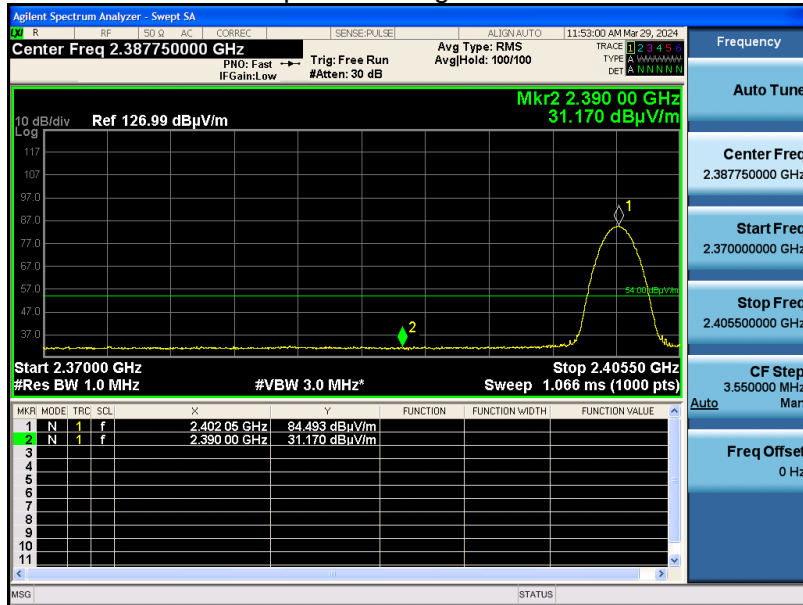 Agilent Spectrum Analyzer - Swept SA
LXI R RF 50 Ω AC CORREC SENSE:PULSE ALIGN AUTO 11:53:00 AM Mar 29, 2024
Center Freq 2.387750000 GHz
PNO: Fast
IFGain:Low
Trig: Free Run
#Atten: 30 dB
Avg Type: RMS
Avg|Hold: 100/100
TRACE 1 2 3 4 5 6
TYPE A WWWWW
DET A N N N N N
Mkr2 2.390 00 GHz
31.170 dBµV/m
10 dB/div Ref 126.99 dBµV/m
Log
117
107
97.0
87.0
77.0
67.0
57.0
47.0
37.0
1
54.00 dBµV/m
2
Start 2.37000 GHz Stop 2.40550 GHz
#Res BW 1.0 MHz #VBW 3.0 MHz* Sweep 1.066 ms (1000 pts)
MKR MODE TRC SCL X Y FUNCTION FUNCTION WIDTH FUNCTION VALUE
1 N 1 f 2.402 05 GHz 84.493 dBµV/m
2 N 1 f 2.390 00 GHz 31.170 dBµV/m
3
4
5
6
7
8
9
10
11
MSG STATUS
Frequency
Auto Tune
Center Freq
2.387750000 GHz
Start Freq
2.370000000 GHz
Stop Freq
2.405500000 GHz
CF Step
3.550000 MHz
Auto Man
Freq Offset
0 Hz